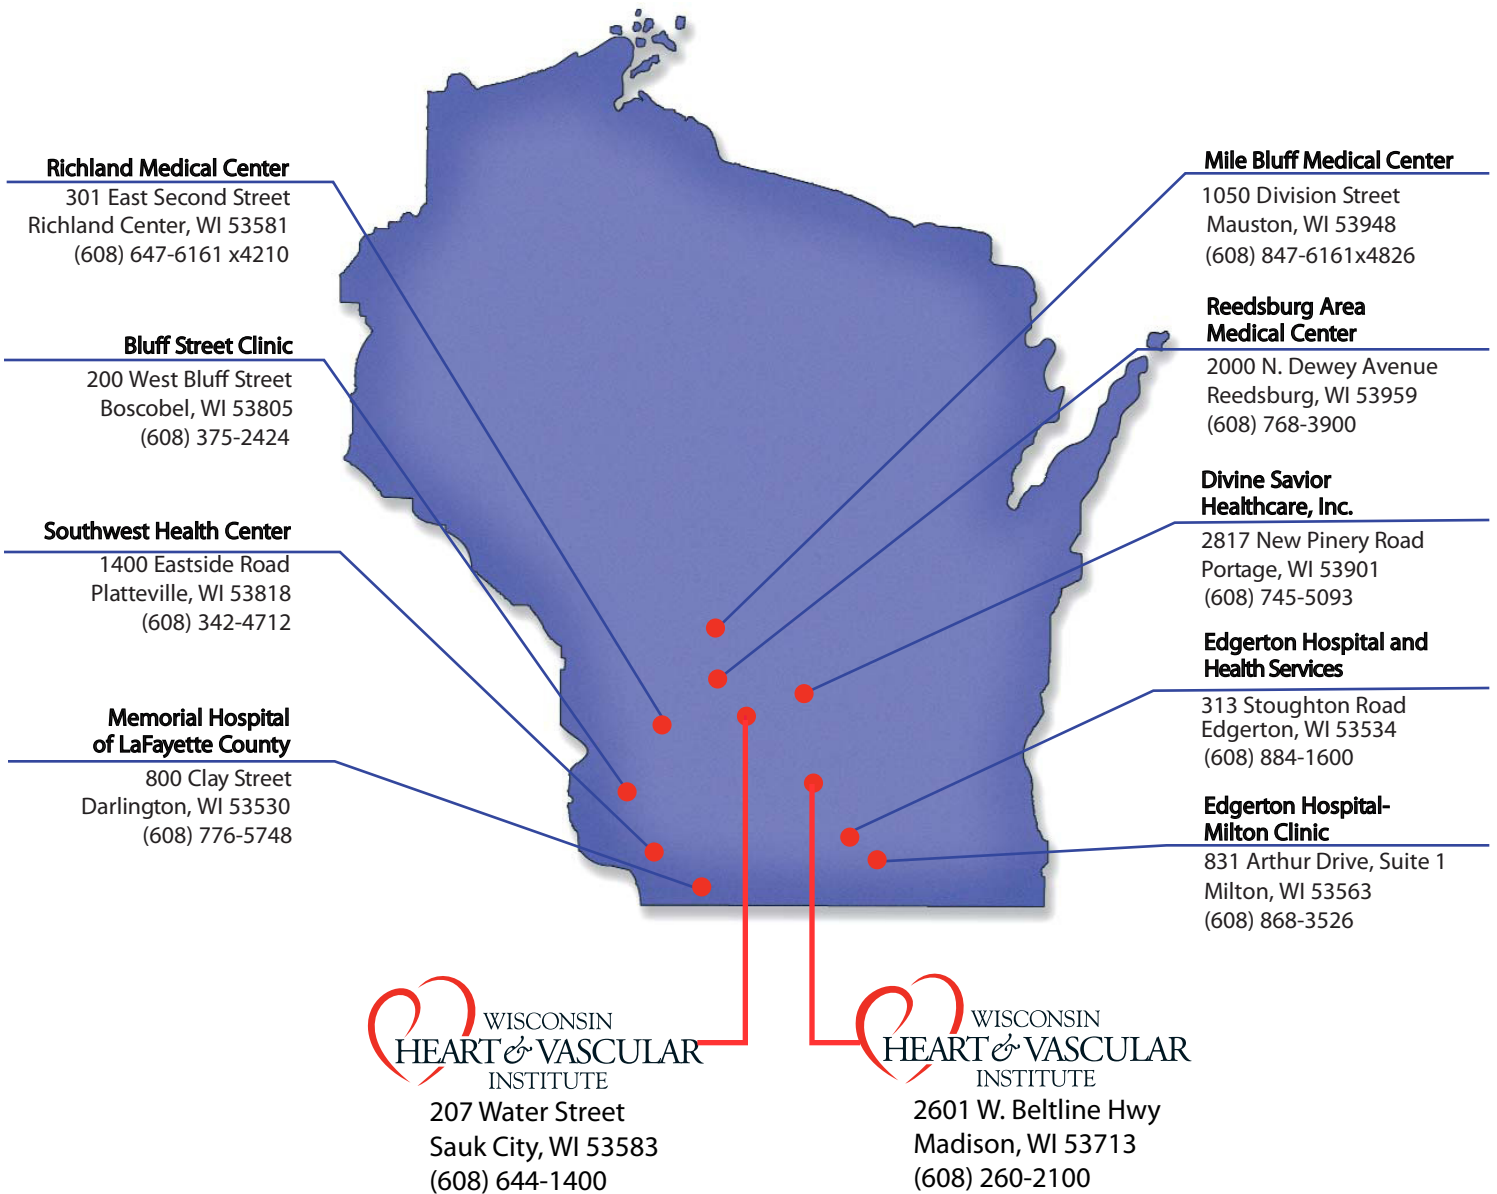 Richland Medical Center
301 East Second Street
Richland Center, WI 53581
(608) 647-6161 x4210
Bluff Street Clinic
200 West Bluff Street
Boscobel, WI 53805
(608) 375-2424
Southwest Health Center
1400 Eastside Road
Platteville, WI 53818
(608) 342-4712
Memorial Hospital
of LaFayette County
800 Clay Street
Darlington, WI 53530
(608) 776-5748
Mile Bluff Medical Center
1050 Division Street
Mauston, WI 53948
(608) 847-6161x4826
Reedsburg Area
Medical Center
2000 N. Dewey Avenue
Reedsburg, WI 53959
(608) 768-3900
Divine Savior
Healthcare, Inc.
2817 New Pinery Road
Portage, WI 53901
(608) 745-5093
Edgerton Hospital and
Health Services
313 Stoughton Road
Edgerton, WI 53534
(608) 884-1600
Edgerton Hospital-
Milton Clinic
831 Arthur Drive, Suite 1
Milton, WI 53563
(608) 868-3526
WISCONSIN
HEART & VASCULAR
INSTITUTE
207 Water Street
Sauk City, WI 53583
(608) 644-1400
WISCONSIN
HEART & VASCULAR
INSTITUTE
2601 W. Beltline Hwy
Madison, WI 53713
(608) 260-2100